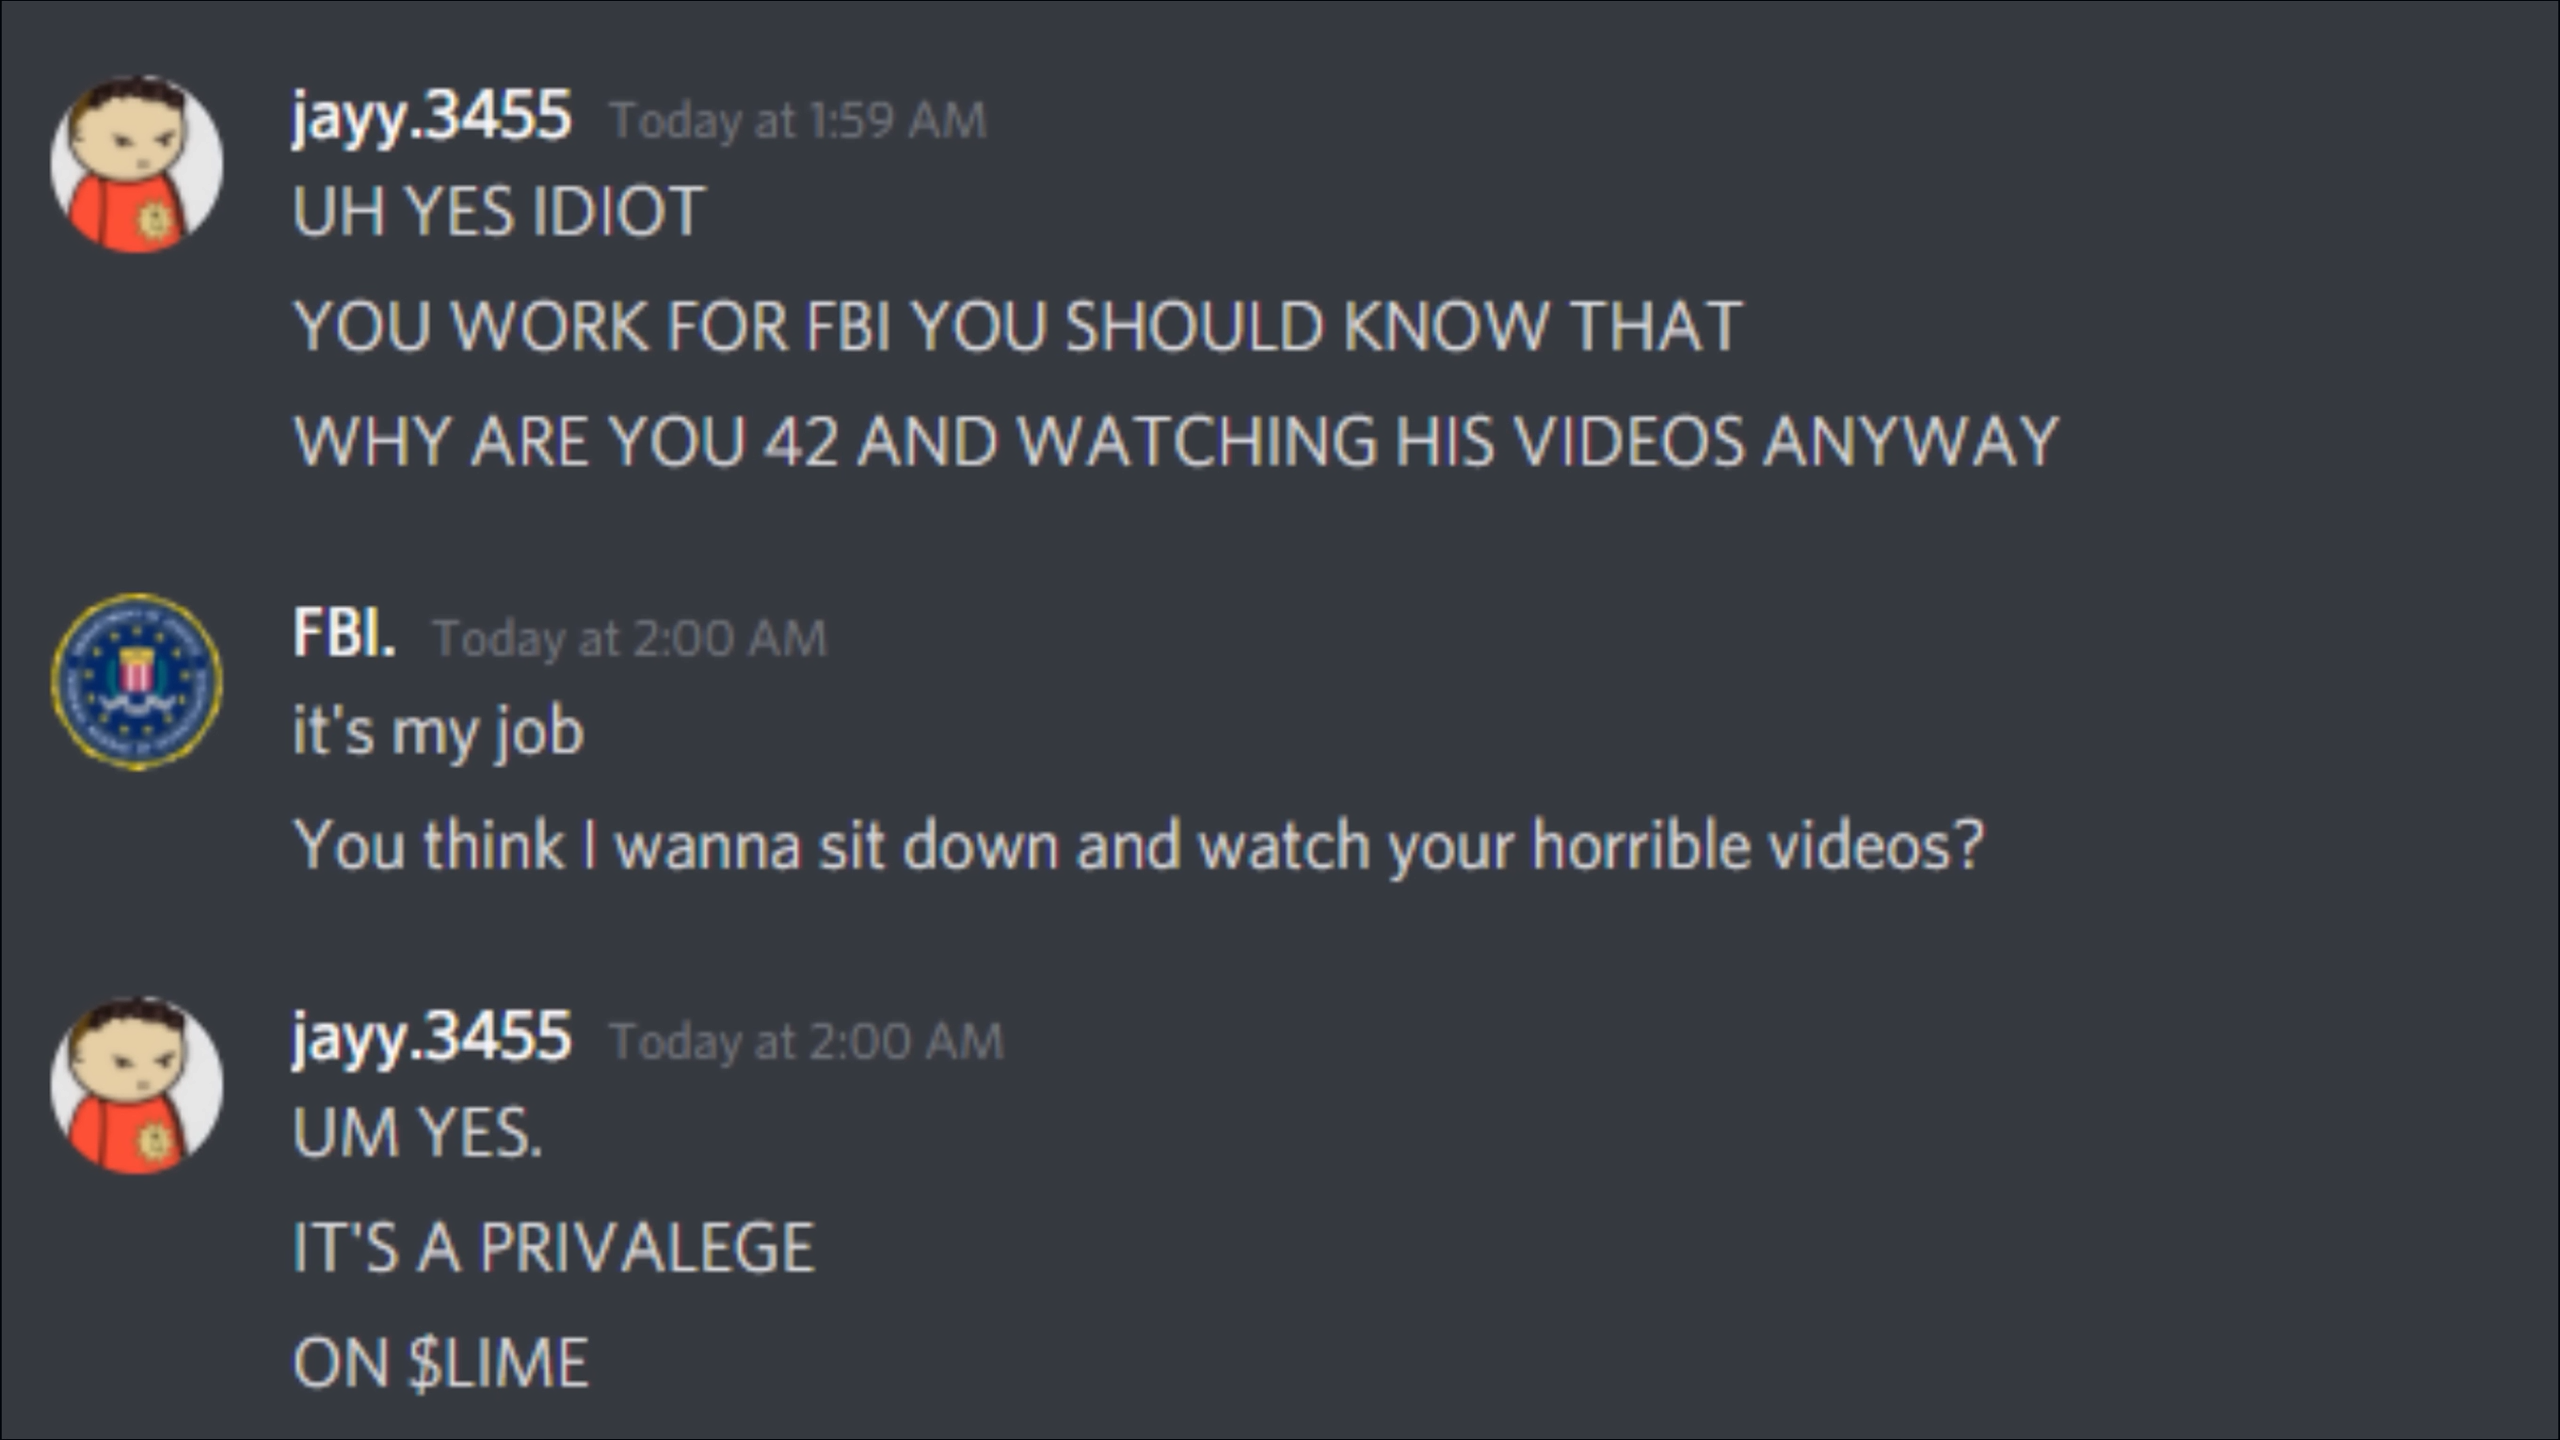 jayy.3455 Today at 1:59 AM
UH YES IDIOT
YOU WORK FOR FBI YOU SHOULD KNOW THAT
WHY ARE YOU 42 AND WATCHING HIS VIDEOS ANYWAY
FBI. Today at 2:00 AM
it's my job
You think I wanna sit down and watch your horrible videos?
jayy.3455 Today at 2:00 AM
UM YES.
IT'S A PRIVALEGE
ON $LIME